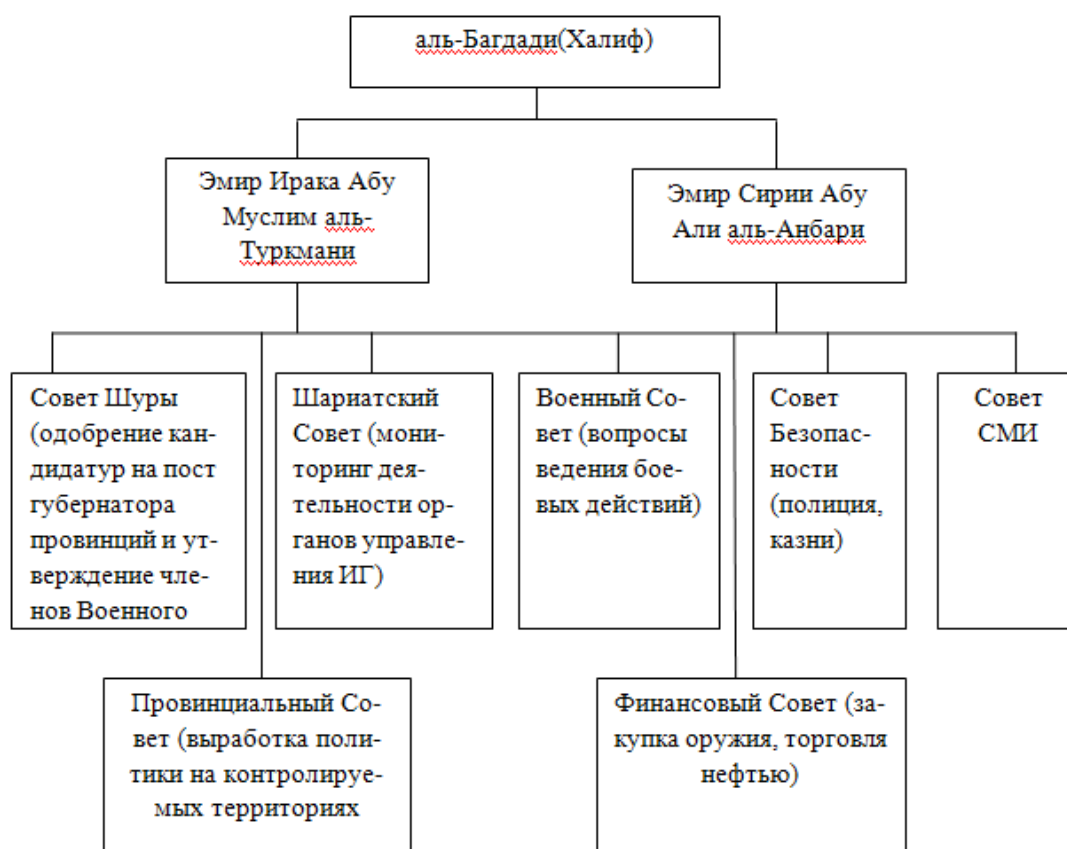 аль-Багдади(Халиф)
Эмир Ирака Абу
Муслим аль-
Туркмани
Эмир Сирии Абу
Али аль-Анбари
Совет Шуры
(одобрение кан-
дидатур на пост
губернатора
провинций и ут-
верждение чле-
нов Военного
Шариатский
Совет (мони-
торинг дея-
тельности ор-
ганов управле-
ния ИГ)
Военный Со-
вет (вопросы
ведения бое-
вых действий)
Совет
Безопас-
ности
(полиция,
казни)
Совет
СМИ
Провинциальный Со-
вет (выработка поли-
тики на контролируе-
мых территориях
Финансовый Совет (за-
купка оружия, торговля
нефтью)